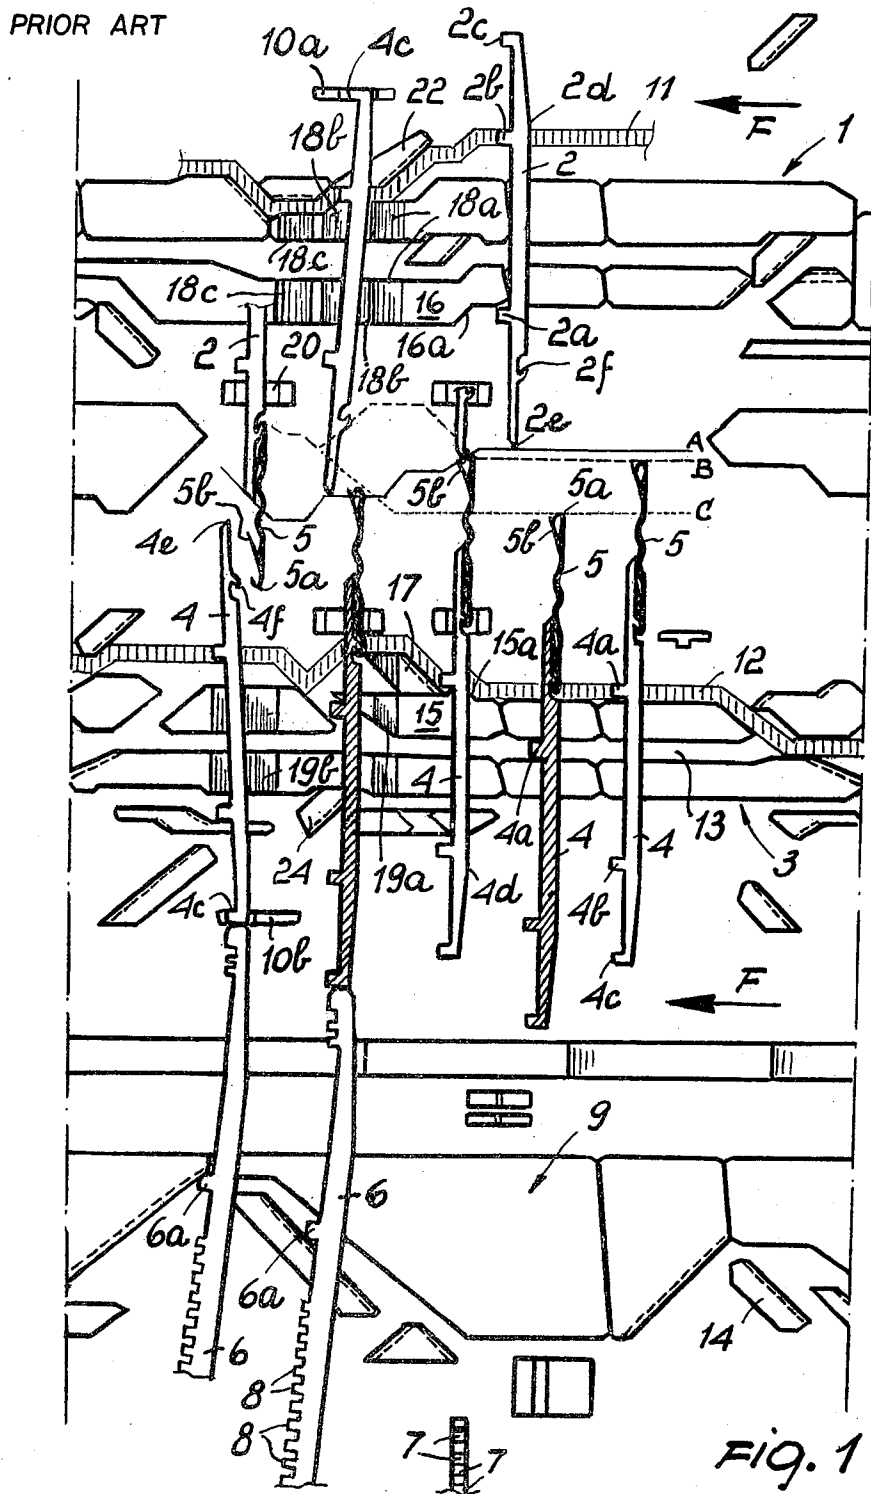 PRIOR ART
2c
10a 4c
2b 2d 11
22
F
18b
1
2
18b
18a
18c
18c 16
16a
2a
2 20
18b
2f
2e
A
B
5b
5b
5a
C
4e
5
5b
5
5
5a
4f
4
17
15a
4a
12
15
19b
4
13
4a
4
4
3
24
19a
4d
4b
4c
10b
4c
F
9
6
6a
6a
14
6
8
8
7
7
Fig. 1